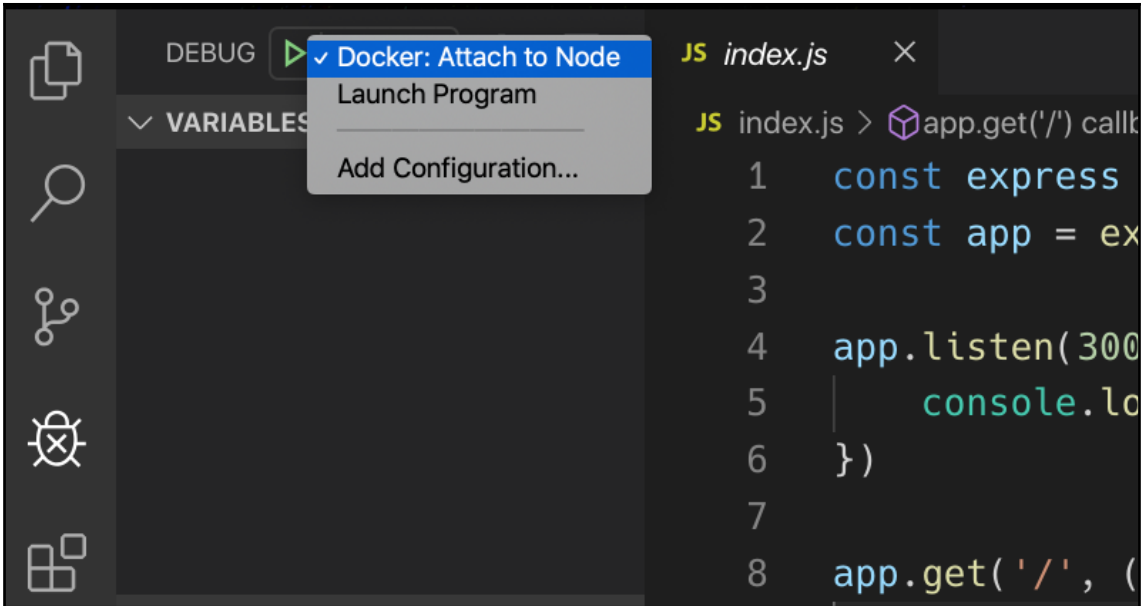 DEBUG
✓ Docker: Attach to Node
Launch Program
Add Configuration...
VARIABLES
JS index.js
JS index.js > app.get('/') callb
1 const express
2 const app = ex
3
4 app.listen(300
5 console.lo
6 })
7
8 app.get('/', (